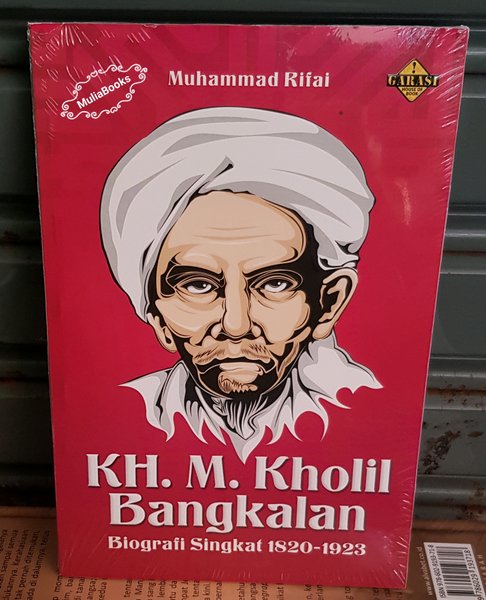 Muhammad Rifai
MuliaBooks
GARASI
HOUSE OF
BOOK
KH. M. Kholil
Bangkalan
Biografi Singkat 1820-1923